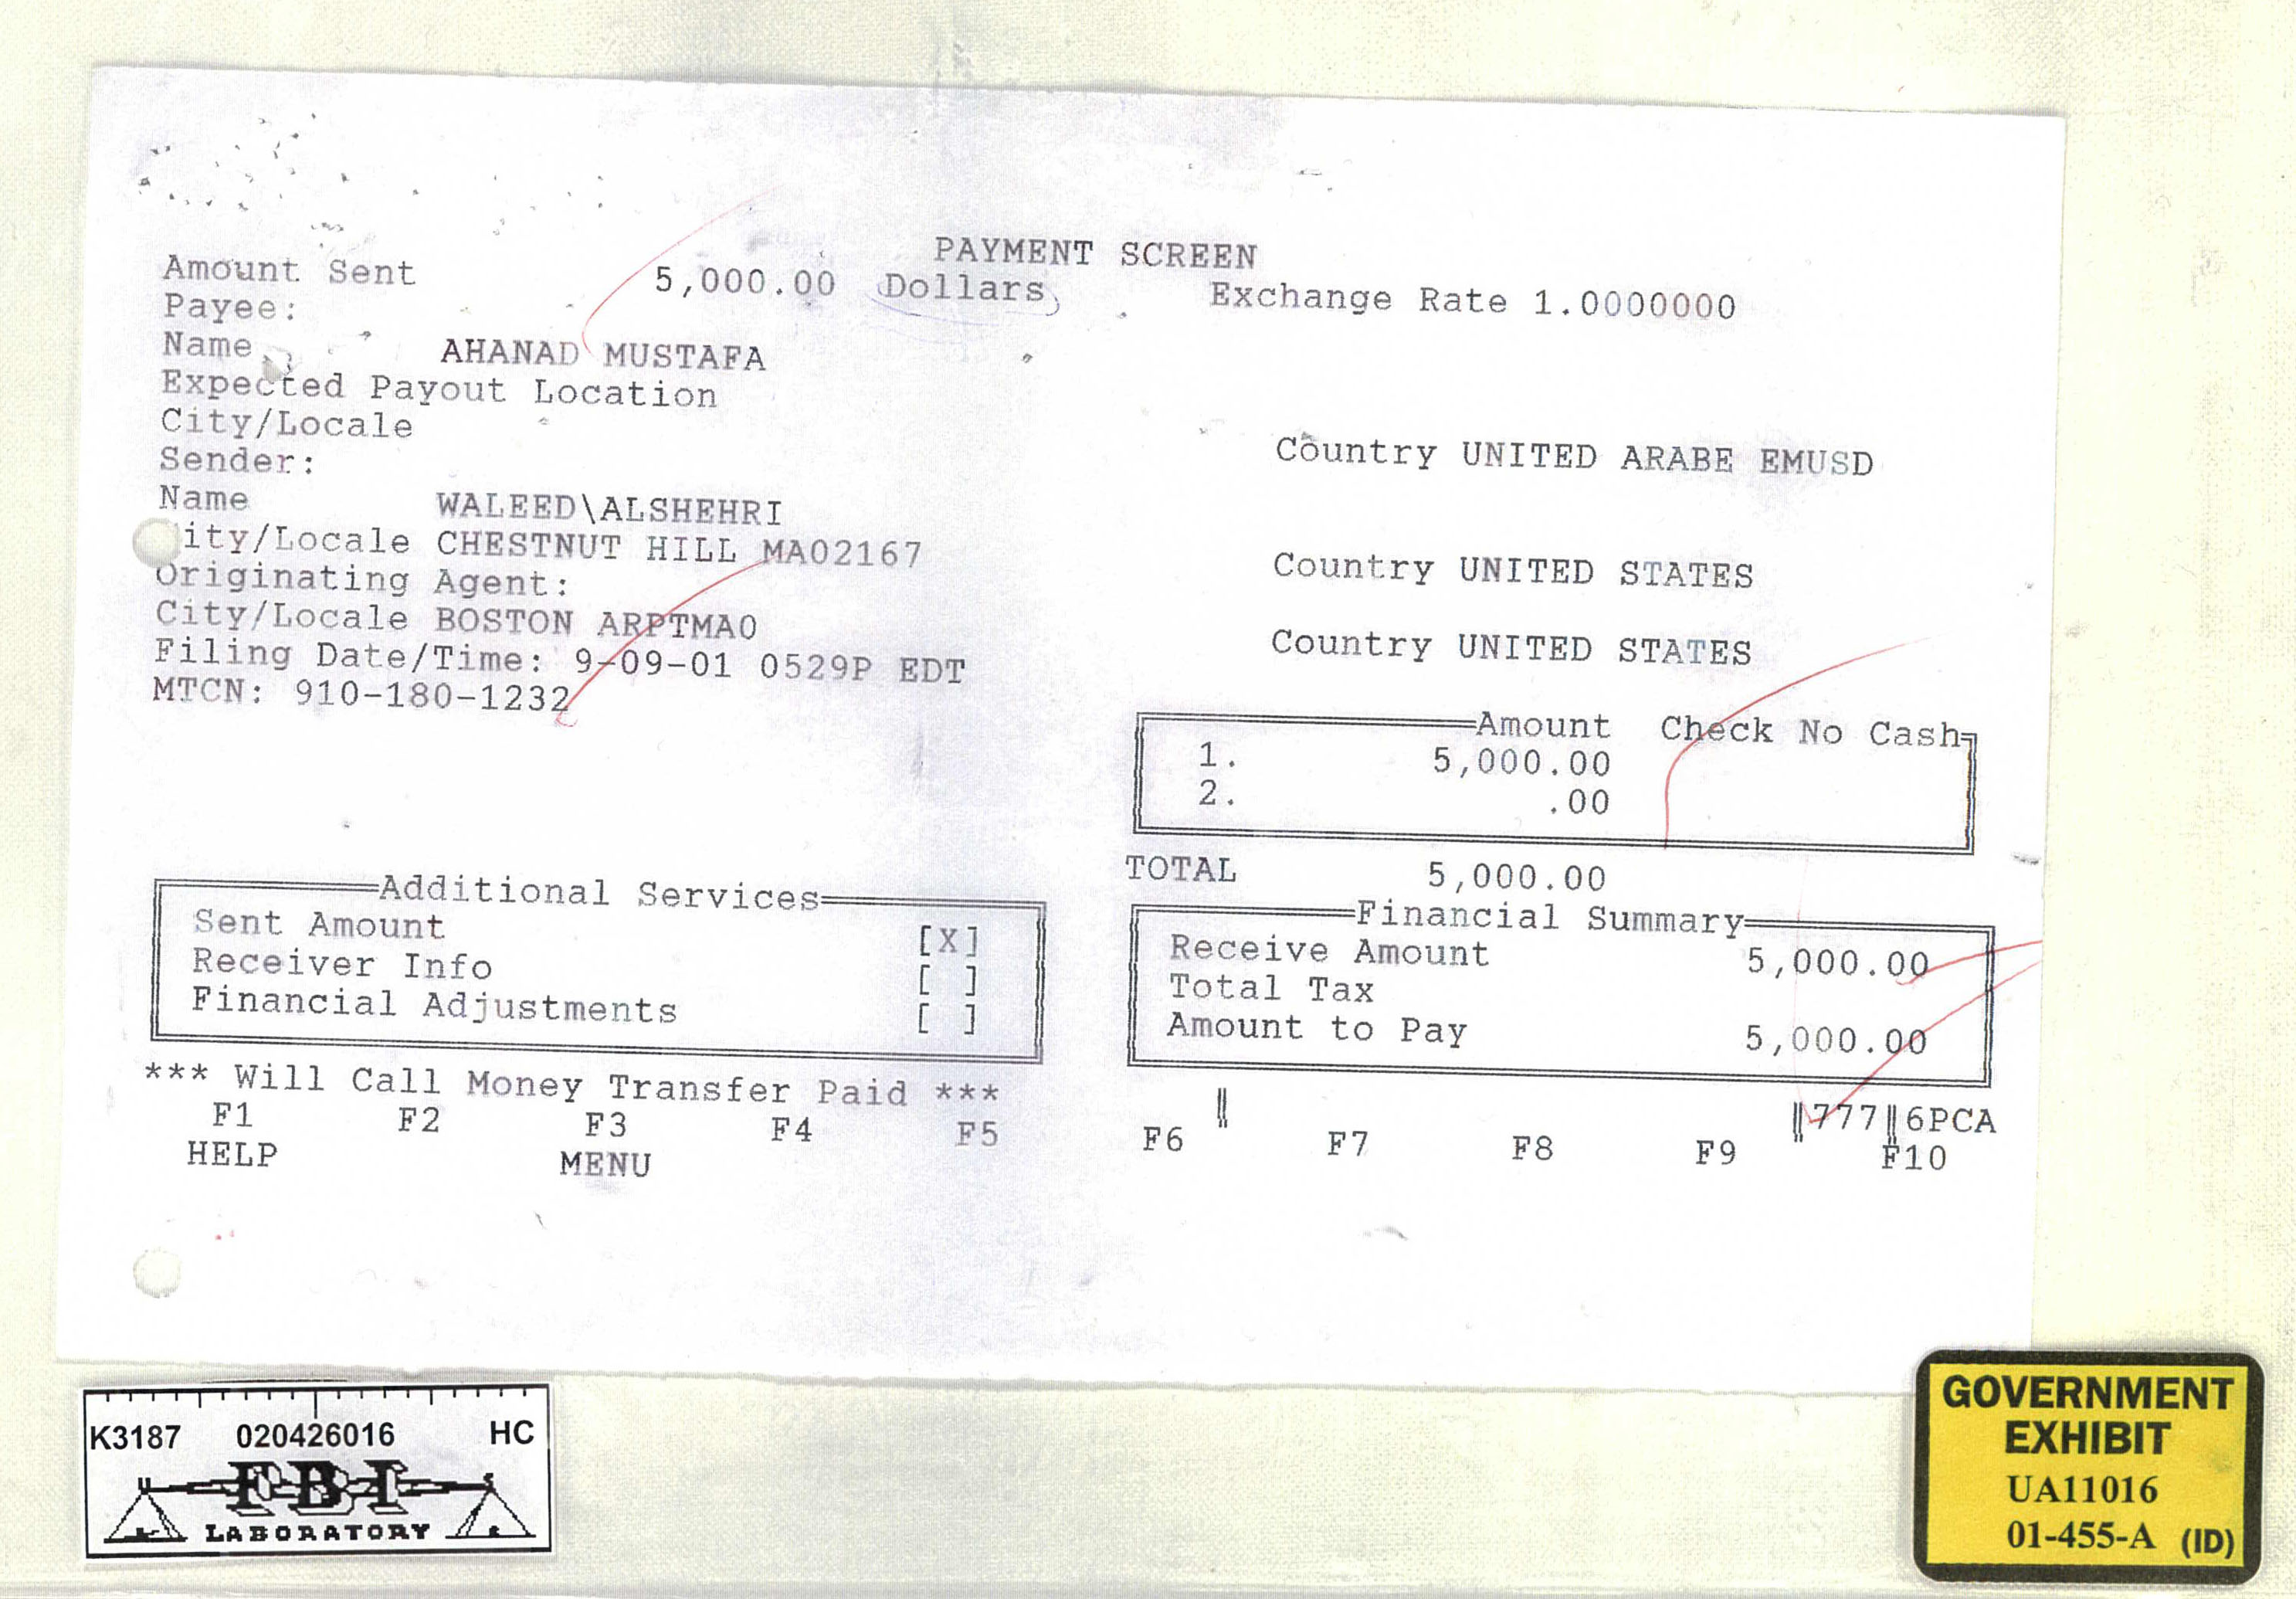 PAYMENT SCREEN
Amount Sent 5,000.00 Dollars Exchange Rate 1.0000000
Payee:
Name AHANAD MUSTAFA
Expected Payout Location
City/Locale Country UNITED ARABE EMUSD
Sender:
Name WALEED\ALSHEHRI
ity/Locale CHESTNUT HILL MA02167 Country UNITED STATES
Originating Agent:
City/Locale BOSTON ARPTMA0 Country UNITED STATES
Filing Date/Time: 9-09-01 0529P EDT
MTCN: 910-180-1232
Amount Check No Cash
1. 5,000.00
2. .00
TOTAL 5,000.00
Additional Services
Sent Amount [X]
Receiver Info [ ]
Financial Adjustments [ ]
Financial Summary
Receive Amount 5,000.00
Total Tax
Amount to Pay 5,000.00
*** Will Call Money Transfer Paid ***
‖ ‖777‖6PCA
F1 F2 F3 F4 F5 F6 F7 F8 F9 F10
HELP MENU
K3187 020426016 HC
FBI
LABORATORY
GOVERNMENT
EXHIBIT
UA11016
01-455-A (ID)